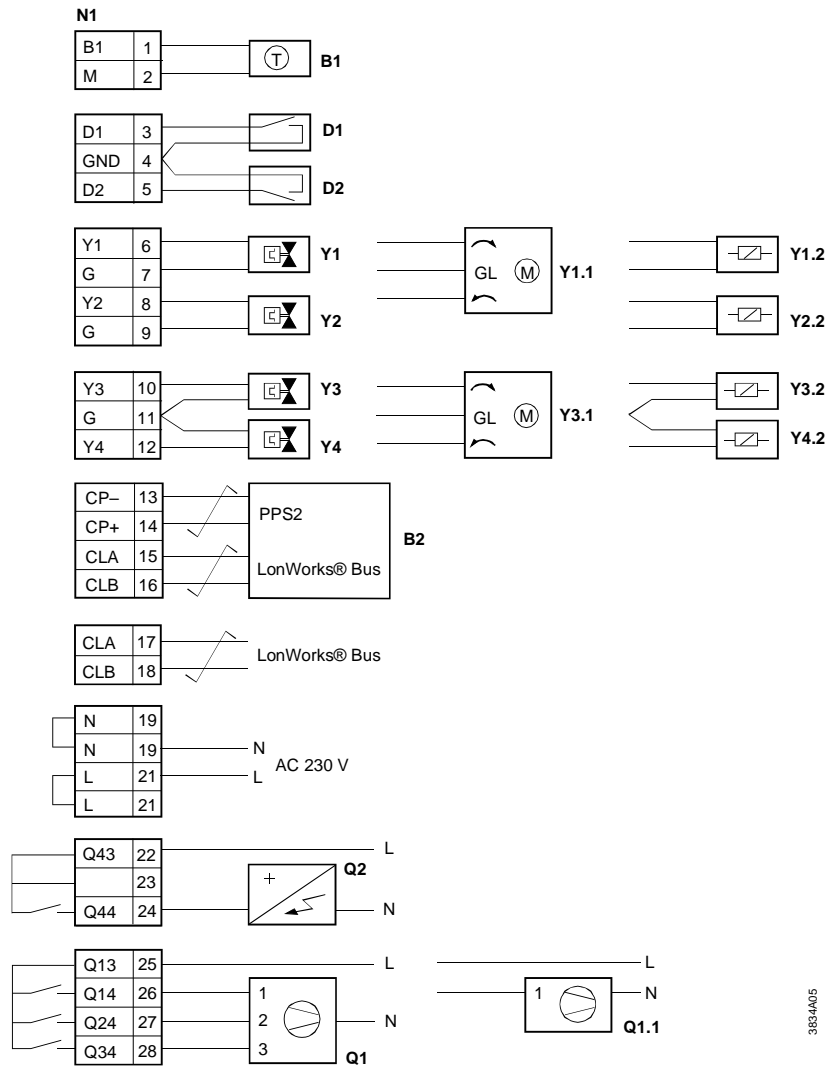 N1
B1 1
M 2
T
B1
D1 3
GND 4
D2 5
D1
D2
Y1 6
G 7
Y2 8
G 9
Y1
Y2
GL M
Y1.1
Y1.2
Y2.2
Y3 10
G 11
Y4 12
Y3
Y4
GL M
Y3.1
Y3.2
Y4.2
CP– 13
CP+ 14
CLA 15
CLB 16
PPS2
LonWorks® Bus
B2
CLA 17
CLB 18
LonWorks® Bus
N 19
N 19
L 21
L 21
N
L
AC 230 V
Q43 22
23
Q44 24
L
+
Q2
N
Q13 25
Q14 26
Q24 27
Q34 28
L
1
2
3
N
Q1
L
1
N
Q1.1
3834A05